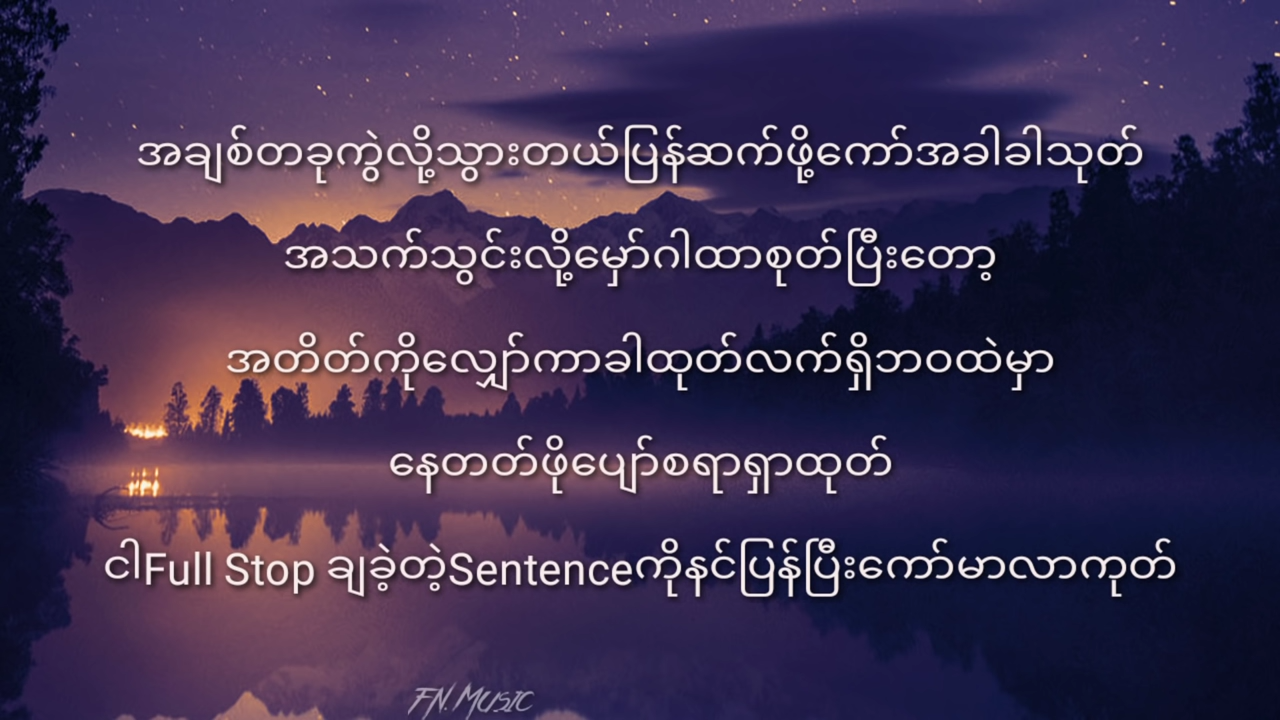 အချစ်တခုကွဲလို့သွားတယ်ပြန်ဆက်ဖို့ကော်အခါခါသုတ်
အသက်သွင်းလို့မှော်ဂါထာစုတ်ပြီးတော့
အတိတ်ကိုလျှော်ကာခါထုတ်လက်ရှိဘဝထဲမှာ
နေတတ်ဖိုပျော်စရာရှာထုတ်
ငါFull Stop ချခဲ့တဲ့Sentenceကိုနင်ပြန်ပြီးကော်မာလာကုတ်
FN.MUSIC